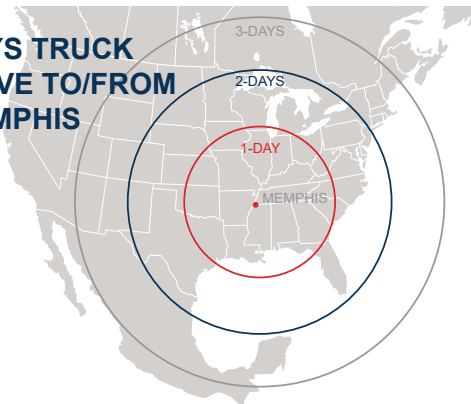 YS TRUCK
VE TO/FROM
MPHIS
3-DAYS
2-DAYS
1-DAY
MEMPHIS